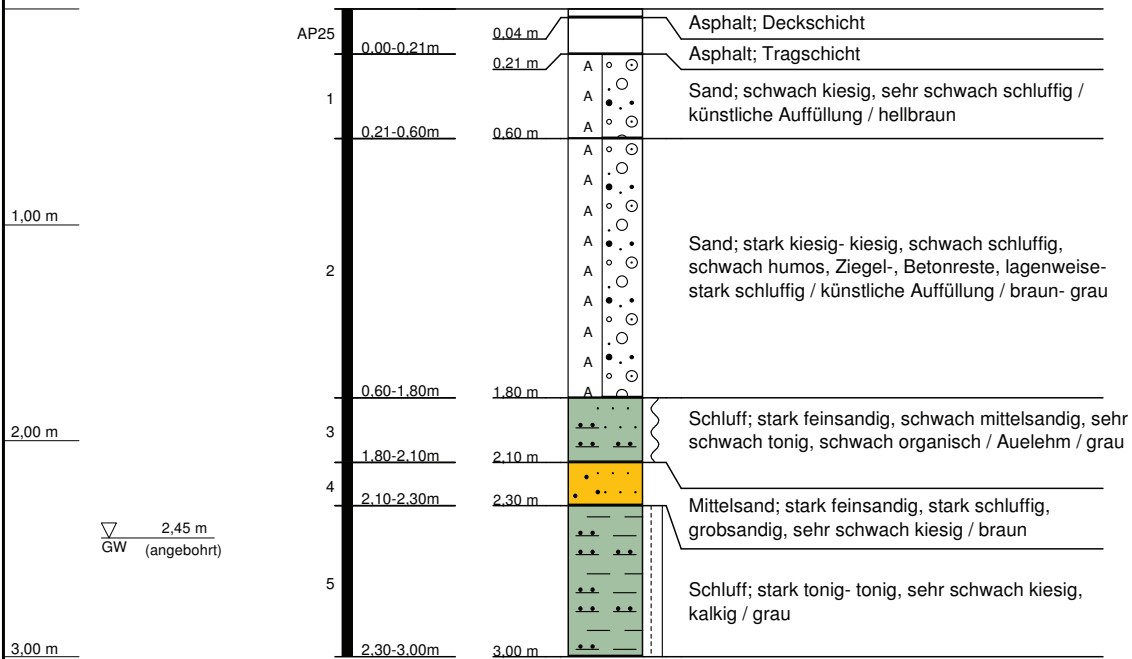 AP25
0.00-0.21m
0.04 m
Asphalt; Deckschicht
0,21 m
Asphalt; Tragschicht
A
1
A
Sand; schwach kiesig, sehr schwach schluffig /
künstliche Auffüllung / hellbraun
A
0,21-0,60m
0,60 m
A
A
1,00 m
A
A
2
A
Sand; stark kiesig- kiesig, schwach schluffig,
schwach humos, Ziegel-, Betonreste, lagenweise-
stark schluffig / künstliche Auffüllung / braun- grau
A
A
A
A
0.60-1,80m
1,80 m
2,00 m
3
Schluff; stark feinsandig, schwach mittelsandig, sehr
schwach tonig, schwach organisch / Auelehm / grau
1.80-2,10m
2,10 m
4
2,10-2,30m
2,30 m
Mittelsand; stark feinsandig, stark schluffig,
grobsandig, sehr schwach kiesig / braun
2,45 m
GW (angebohrt)
5
Schluff; stark tonig- tonig, sehr schwach kiesig,
kalkig / grau
3,00 m
2,30-3,00m
3,00 m